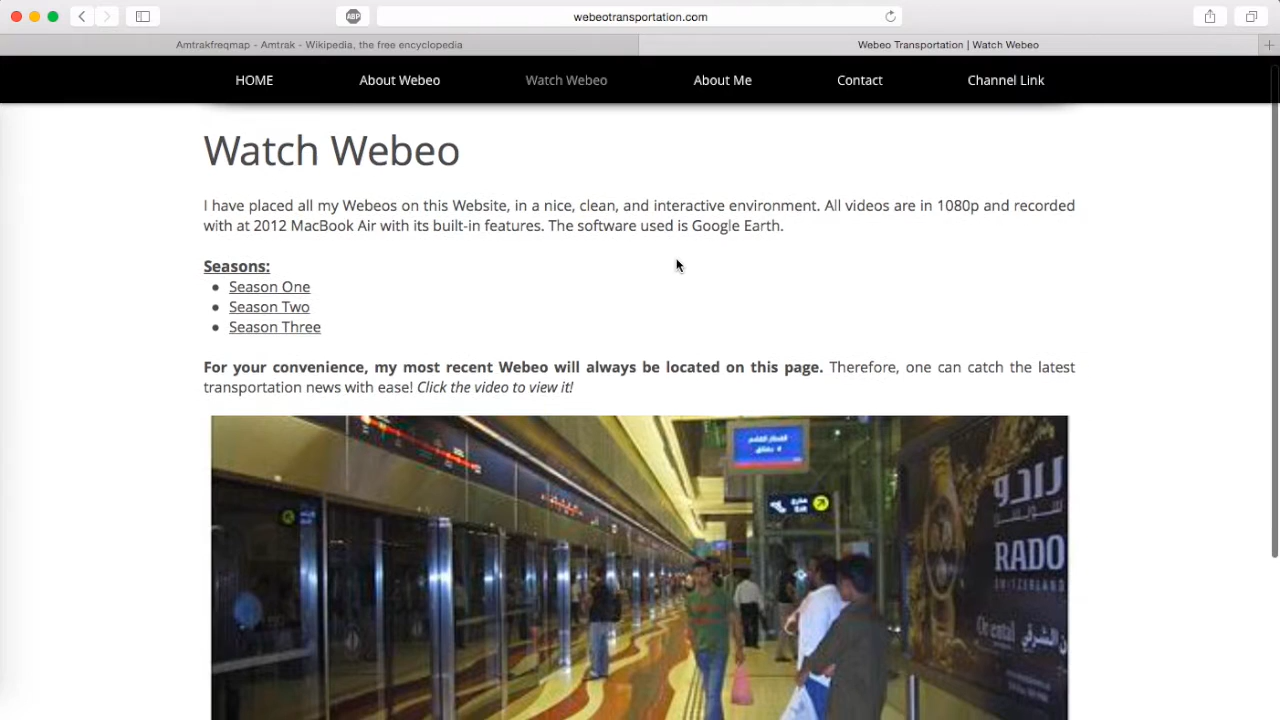 webeotransportation.com
Amtrakfreqmap - Amtrak - Wikipedia, the free encyclopedia
Webeo Transportation | Watch Webeo
HOME
About Webeo
Watch Webeo
About Me
Contact
Channel Link
Watch Webeo
I have placed all my Webeos on this Website, in a nice, clean, and interactive environment. All videos are in 1080p and recorded
with at 2012 MacBook Air with its built-in features. The software used is Google Earth.
Seasons:
Season One
Season Two
Season Three
For your convenience, my most recent Webeo will always be located on this page. Therefore, one can catch the latest
transportation news with ease! Click the video to view it!
رادو
RADO
SWITZERLAND